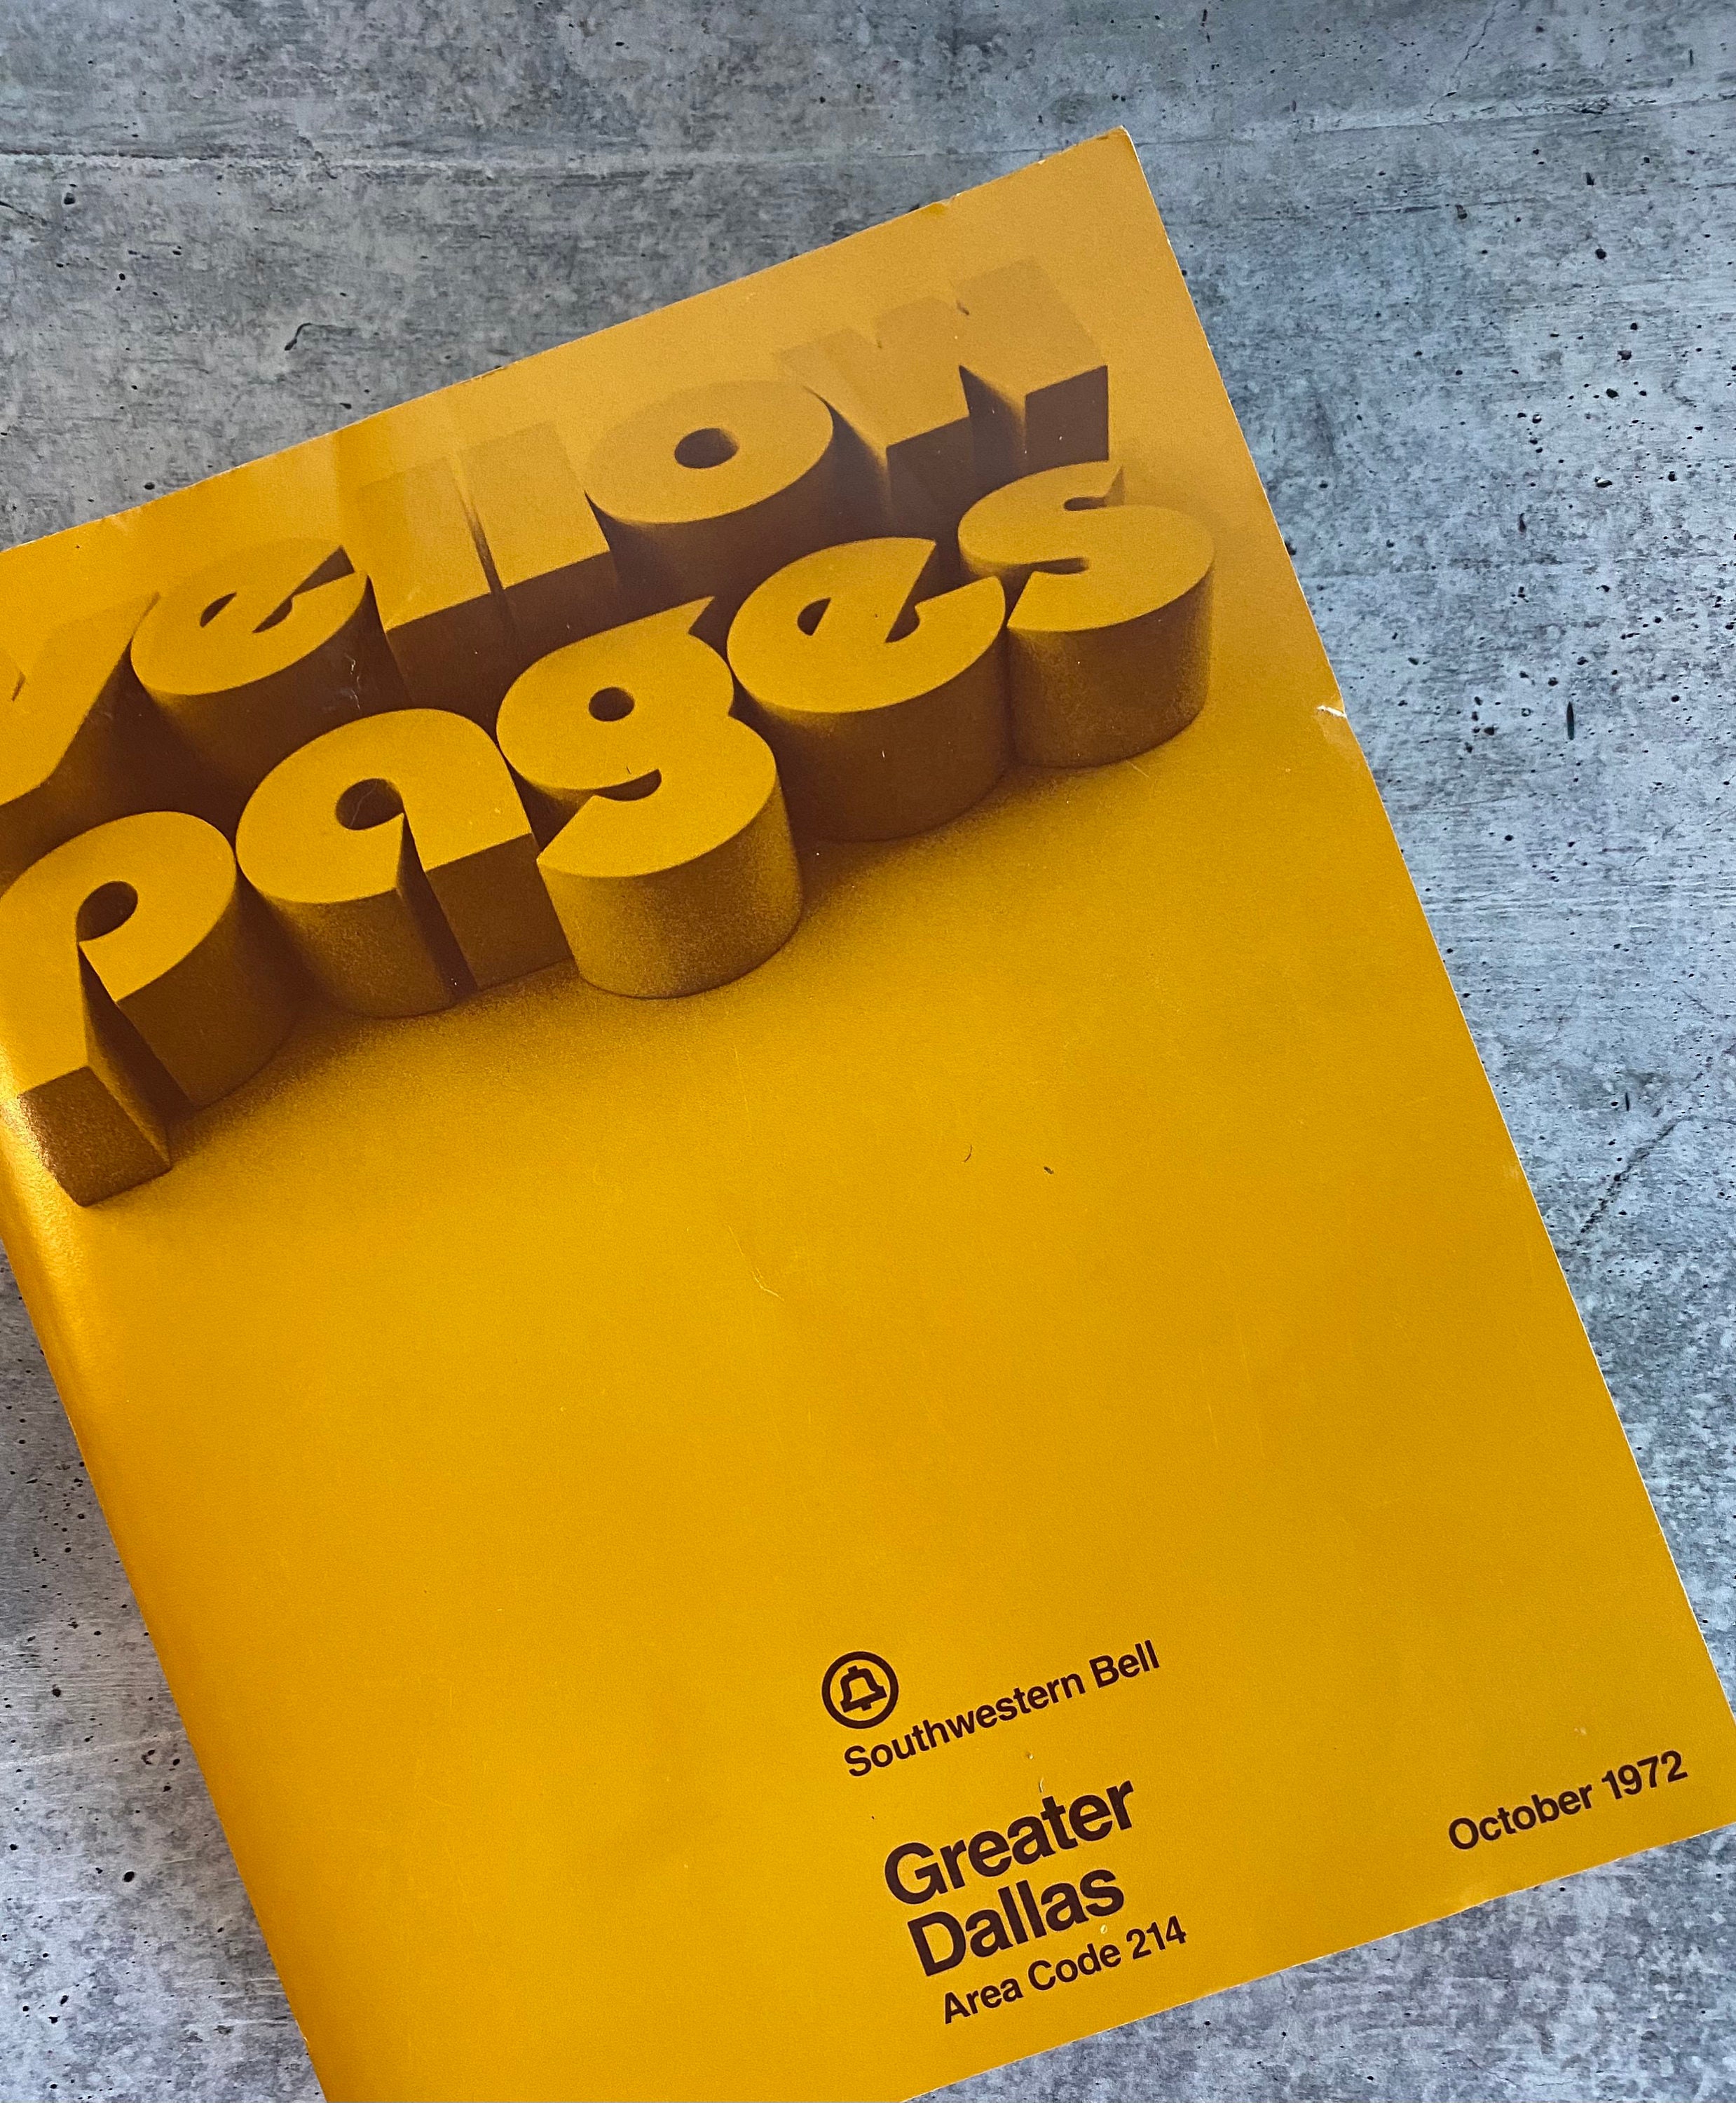 yellow
pages
Southwestern Bell
Greater
Dallas
Area Code 214
October 1972